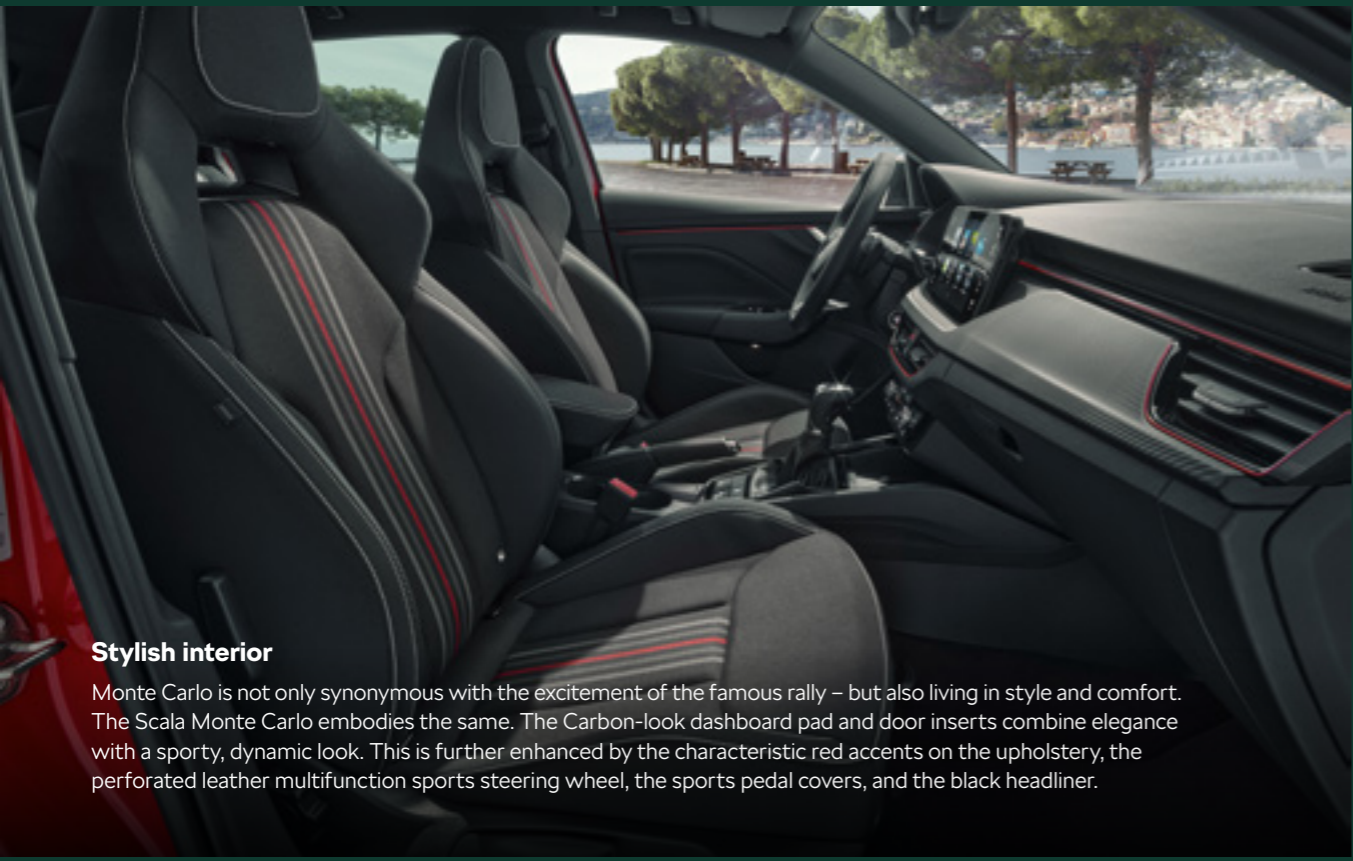 Stylish interior
Monte Carlo is not only synonymous with the excitement of the famous rally – but also living in style and comfort.
The Scala Monte Carlo embodies the same. The Carbon-look dashboard pad and door inserts combine elegance
with a sporty, dynamic look. This is further enhanced by the characteristic red accents on the upholstery, the
perforated leather multifunction sports steering wheel, the sports pedal covers, and the black headliner.